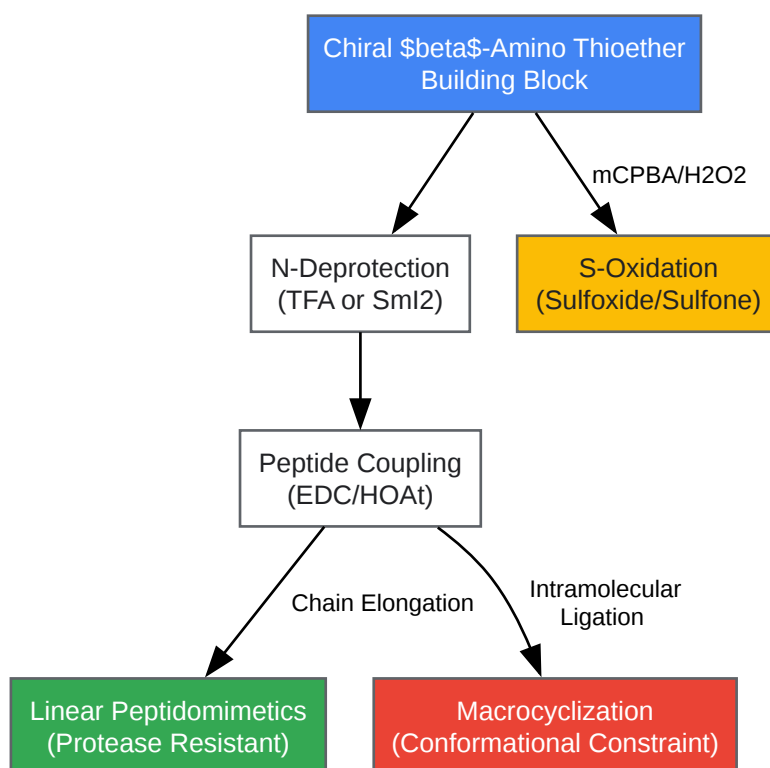 Chiral $beta$-Amino Thioether
Building Block
mCPBA/H2O2
N-Deprotection
(TFA or SmI2)
S-Oxidation
(Sulfoxide/Sulfone)
Peptide Coupling
(EDC/HOAt)
Chain Elongation
Intramolecular
Ligation
Linear Peptidomimetics
(Protease Resistant)
Macrocyclization
(Conformational Constraint)